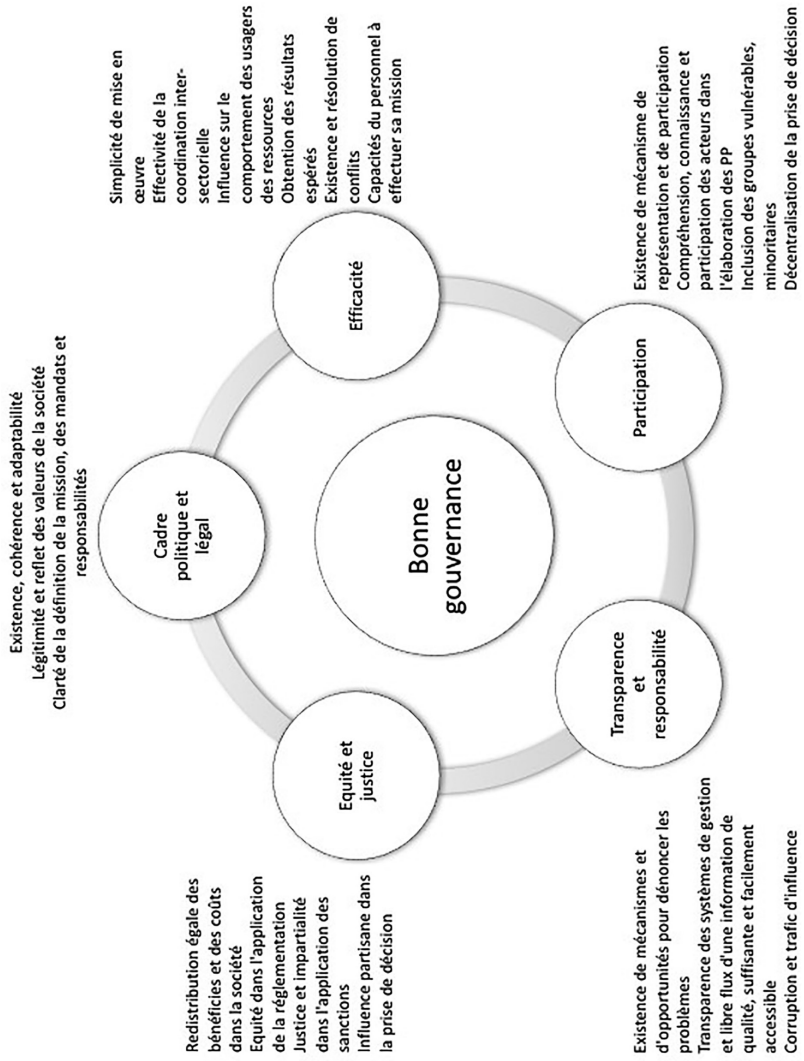 Existence, cohérence et adaptabilité
Légitimité et reflet des valeurs de la société
Clarté de la définition de la mission, des mandats et
responsabilités
Cadre
politique et
légal
Simplicité de mise en
œuvre
Effectivité de la
coordination inter-
sectorielle
Influence sur le
comportement des usagers
des ressources
Obtention des résultats
espérés
Existence et résolution de
conflits
Capacités du personnel à
effectuer sa mission
Efficacité
Existence de mécanisme de
représentation et de participation
Compréhension, connaissance et
participation des acteurs dans
l'élaboration des PP
Inclusion des groupes vulnérables,
minoritaires
Décentralisation de la prise de décision
Participation
Bonne
gouvernance
Transparence
et
responsabilité
Existence de mécanismes et
d'opportunités pour dénoncer les
problèmes
Transparence des systèmes de gestion
et libre flux d'une information de
qualité, suffisante et facilement
accessible
Corruption et trafic d'influence
Equité et
justice
Redistribution égale des
bénéficies et des coûts
dans la société
Equité dans l'application
de la réglementation
Justice et impartialité
dans l'application des
sanctions
Influence partisane dans
la prise de décision